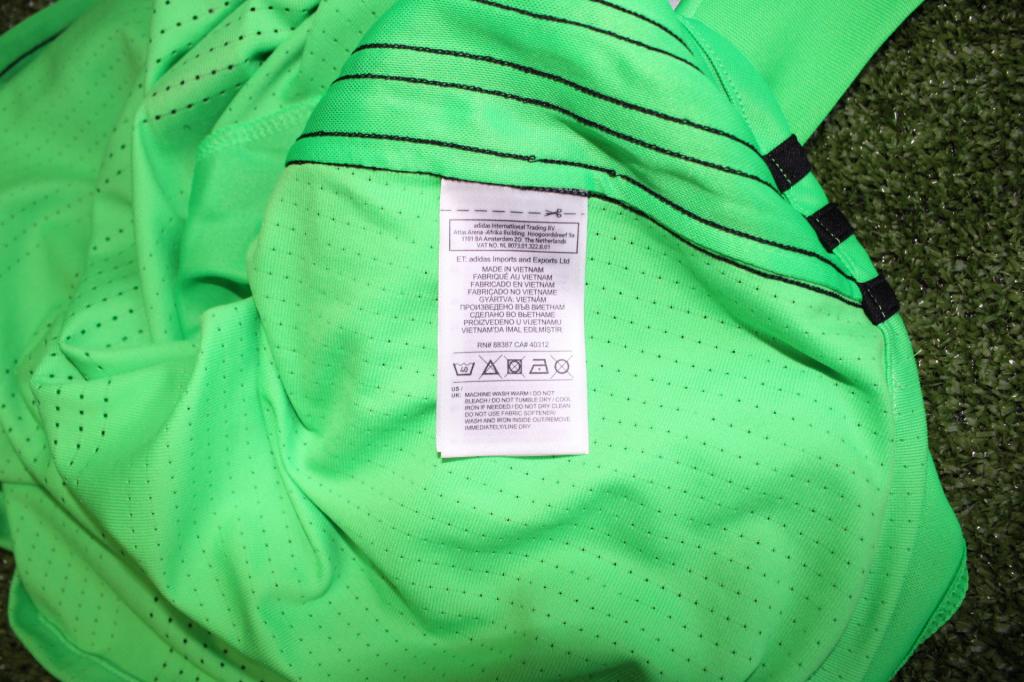 adidas International Trading BV
Atlas Arena -Afrika Building, Hoogoorddreef 9a
1101 BA Amsterdam ZO The Netherlands
VAT NO. NL 8073.01.322.B.01
ET: adidas Imports and Exports Ltd
MADE IN VIETNAM
FABRIQUÉ AU VIETNAM
FABRICADO EN VIETNAM
FABRICADO NO VIETNAME
GYÁRTVA: VIETNÁM
ПРОИЗВЕДЕНО ВЪВ ВИЕТНАМ
СДЕЛАНО ВО ВЬЕТНАМЕ
PROIZVEDENO U VIJETNAMU
VIETNAM'DA İMAL EDİLMİŞTİR
RN# 88387 CA# 40312
40
US /
UK: MACHINE WASH WARM / DO NOT
BLEACH / DO NOT TUMBLE DRY / COOL
IRON IF NEEDED / DO NOT DRY CLEAN
DO NOT USE FABRIC SOFTENER/
WASH AND IRON INSIDE OUT/REMOVE
IMMEDIATELY/LINE DRY